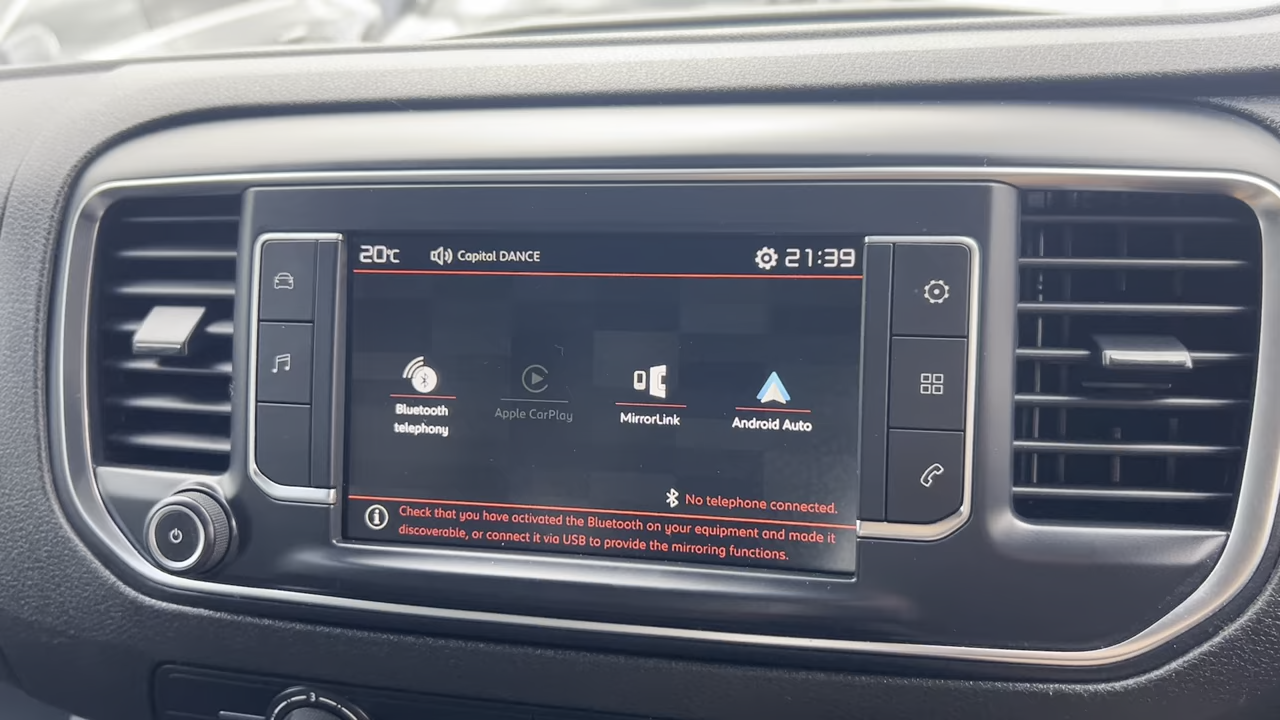 20°C
Capital DANCE
21:39
Bluetooth
telephony
Apple CarPlay
MirrorLink
Android Auto
No telephone connected.
Check that you have activated the Bluetooth on your equipment and made it
discoverable, or connect it via USB to provide the mirroring functions.
3